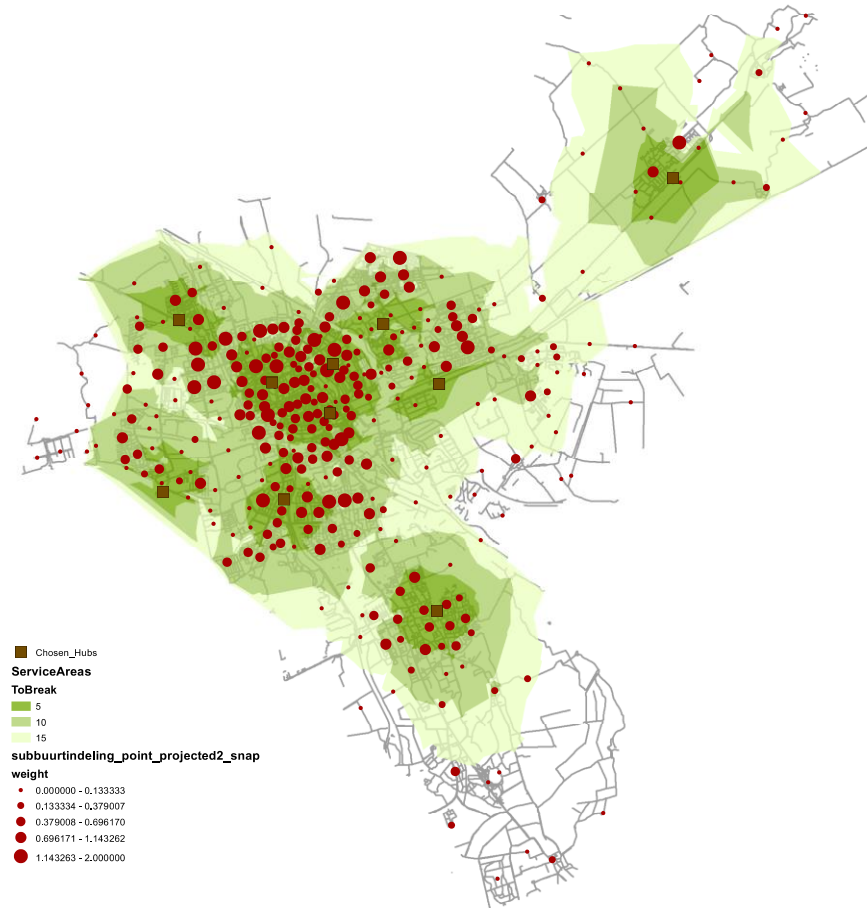 Chosen_Hubs
ServiceAreas
ToBreak
5
10
15
subbuurtindeling_point_projected2_snap
weight
0.000000 - 0.133333
0.133334 - 0.379007
0.379008 - 0.696170
0.696171 - 1.143262
1.143263 - 2.000000